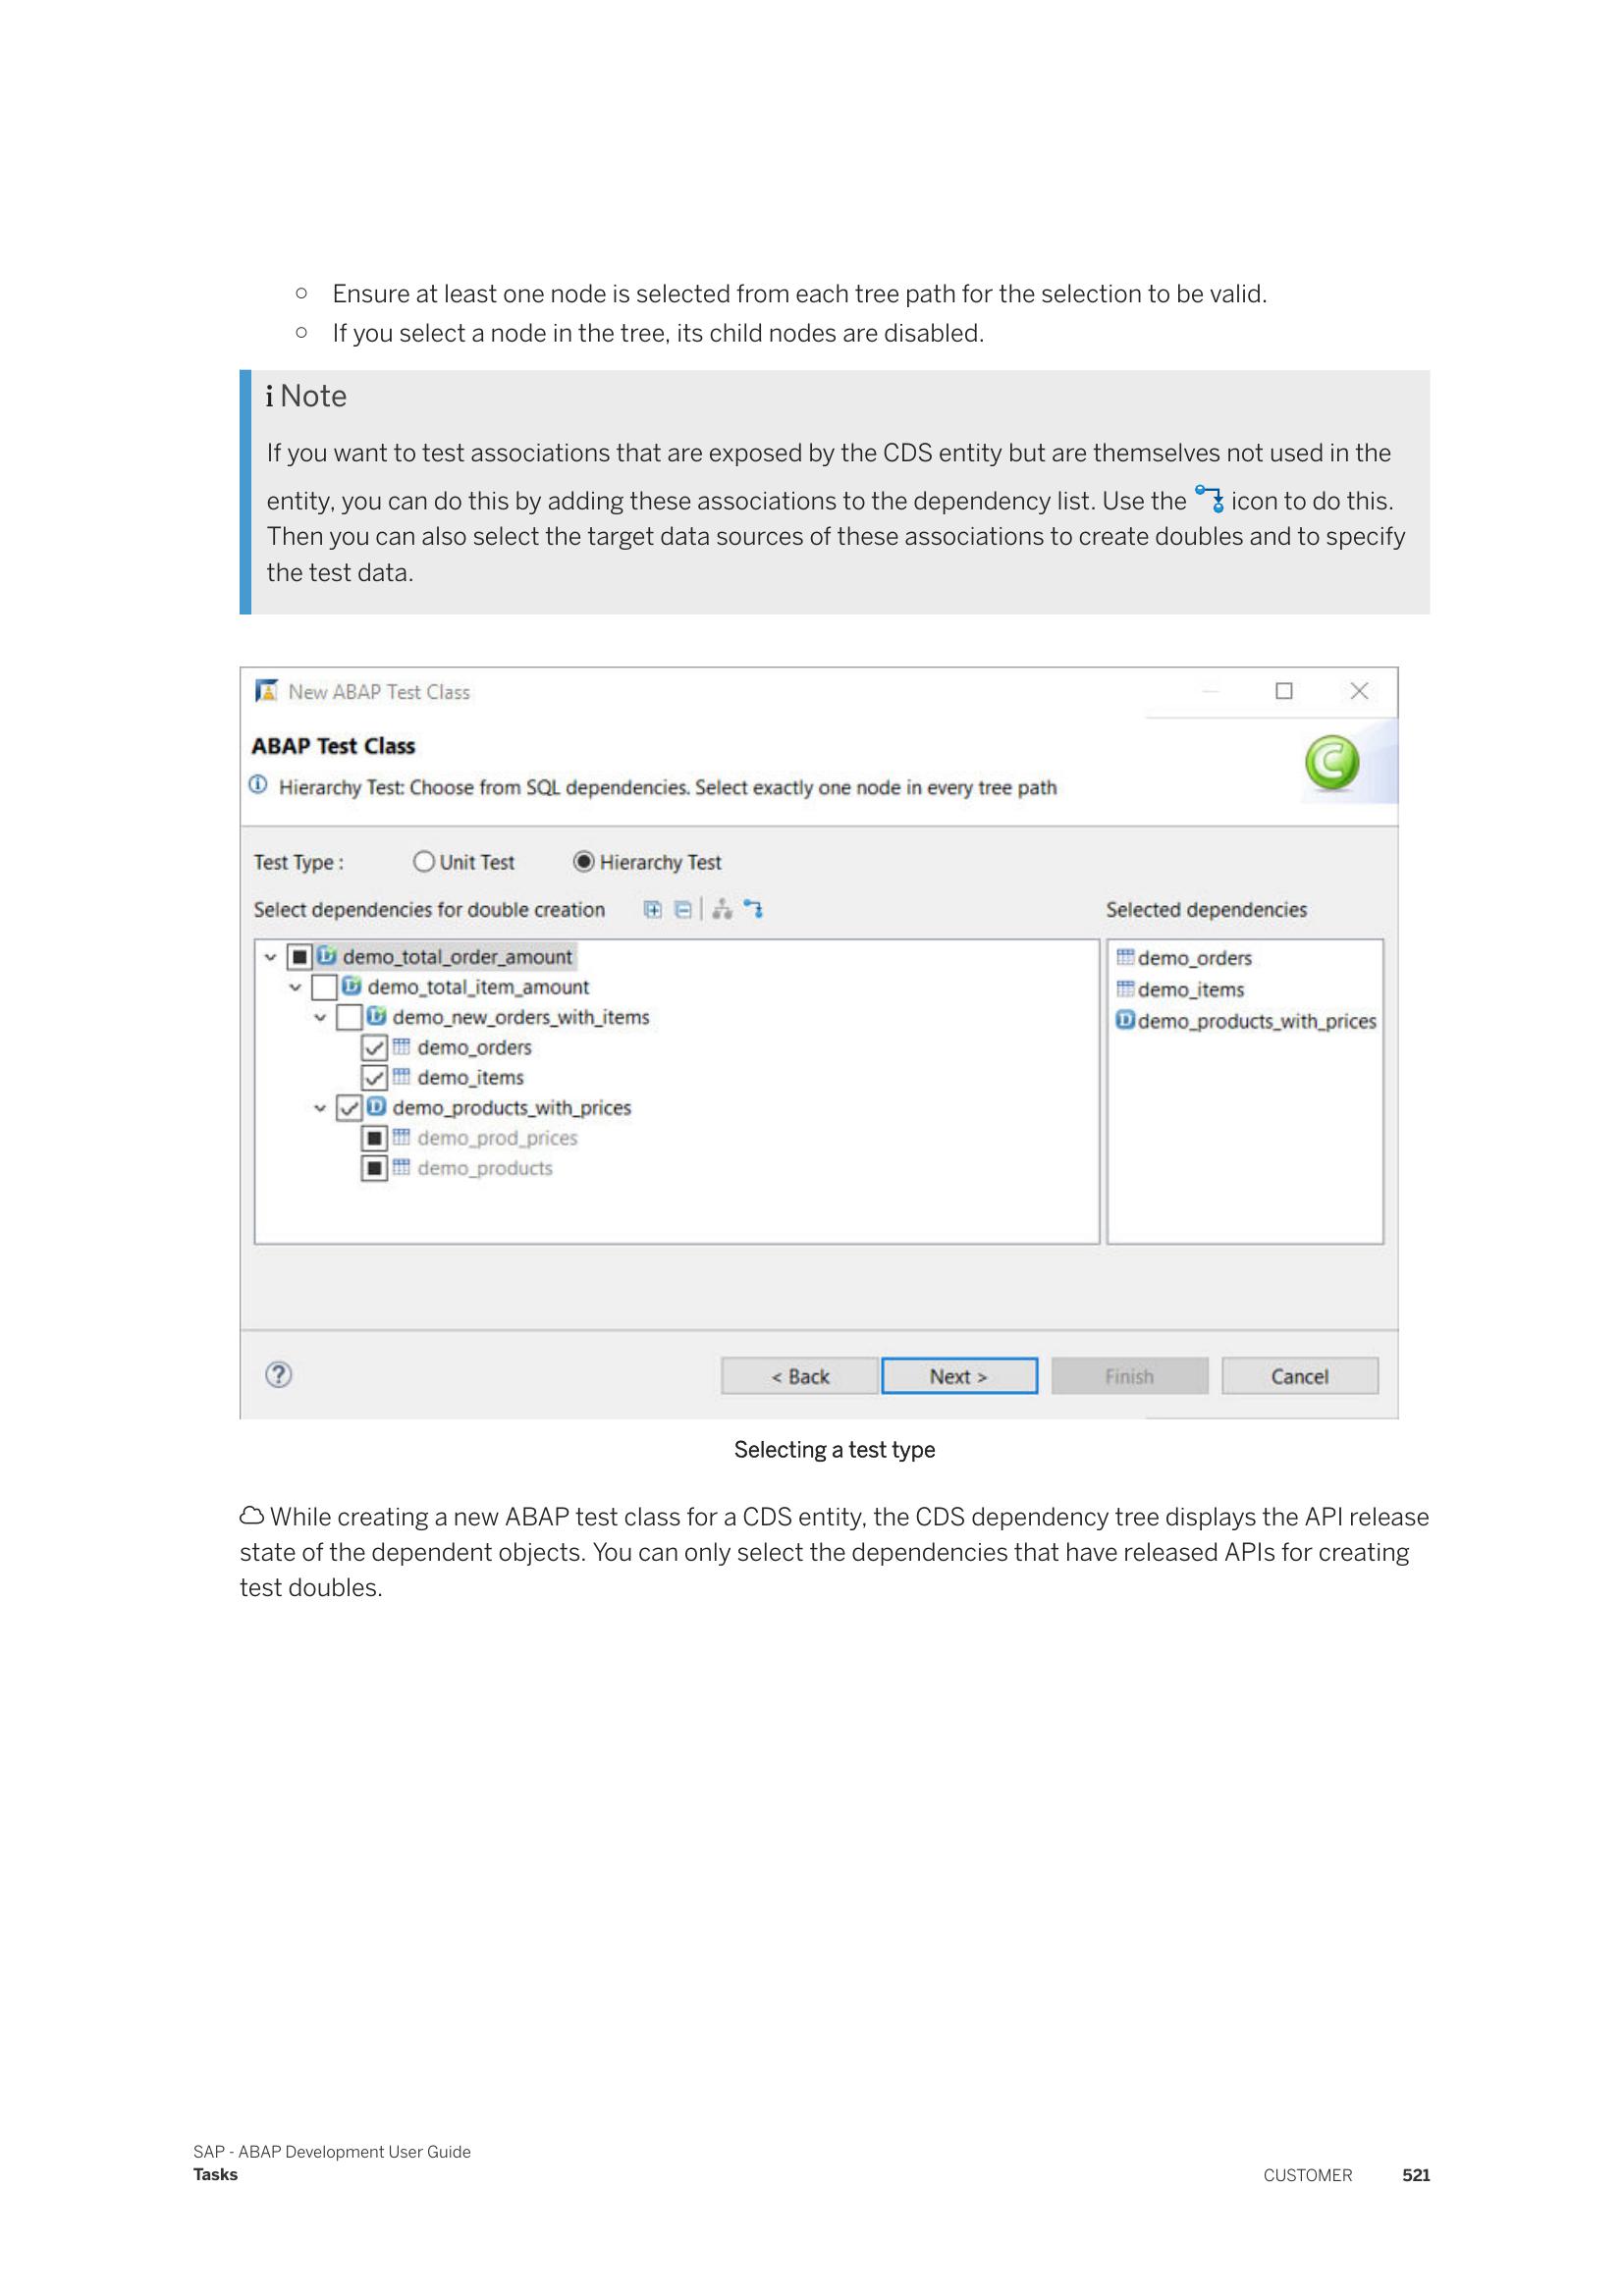 Ensure at least one node is selected from each tree path for the selection to be valid.
If you select a node in the tree, its child nodes are disabled.
i Note
If you want to test associations that are exposed by the CDS entity but are themselves not used in the
entity, you can do this by adding these associations to the dependency list. Use the icon to do this.
Then you can also select the target data sources of these associations to create doubles and to specify
the test data.
New ABAP Test Class
ABAP Test Class
Hierarchy Test: Choose from SQL dependencies. Select exactly one node in every tree path
Test Type : Unit Test Hierarchy Test
Select dependencies for double creation Selected dependencies
demo_total_order_amount
demo_total_item_amount
demo_new_orders_with_items
demo_orders
demo_items
demo_products_with_prices
demo_prod_prices
demo_products
demo_orders
demo_items
demo_products_with_prices
< Back Next > Finish Cancel
Selecting a test type
While creating a new ABAP test class for a CDS entity, the CDS dependency tree displays the API release
state of the dependent objects. You can only select the dependencies that have released APIs for creating
test doubles.
SAP - ABAP Development User Guide
Tasks
CUSTOMER 521